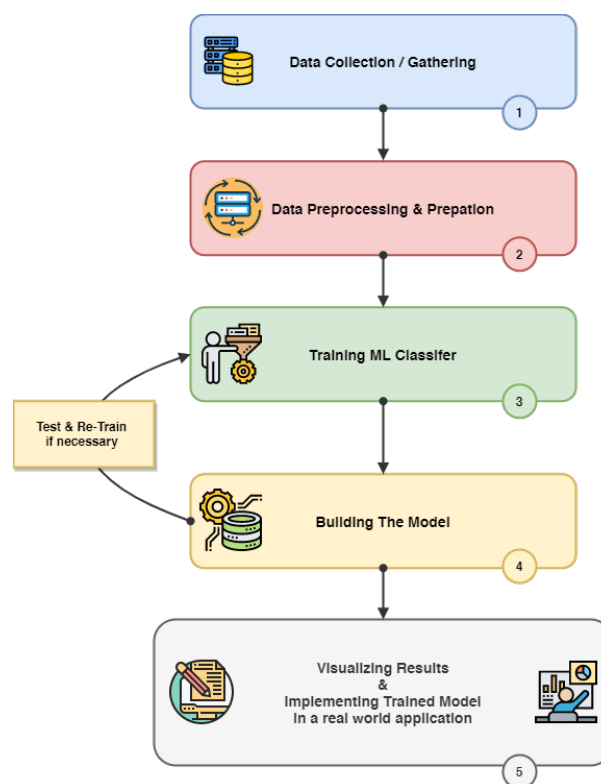 Data Collection / Gathering
1
Data Preprocessing & Prepation
2
Training ML Classifer
3
Test & Re-Train
if necessary
Building The Model
4
Visualizing Results
&
Implementing Trained Model
in a real world application
5